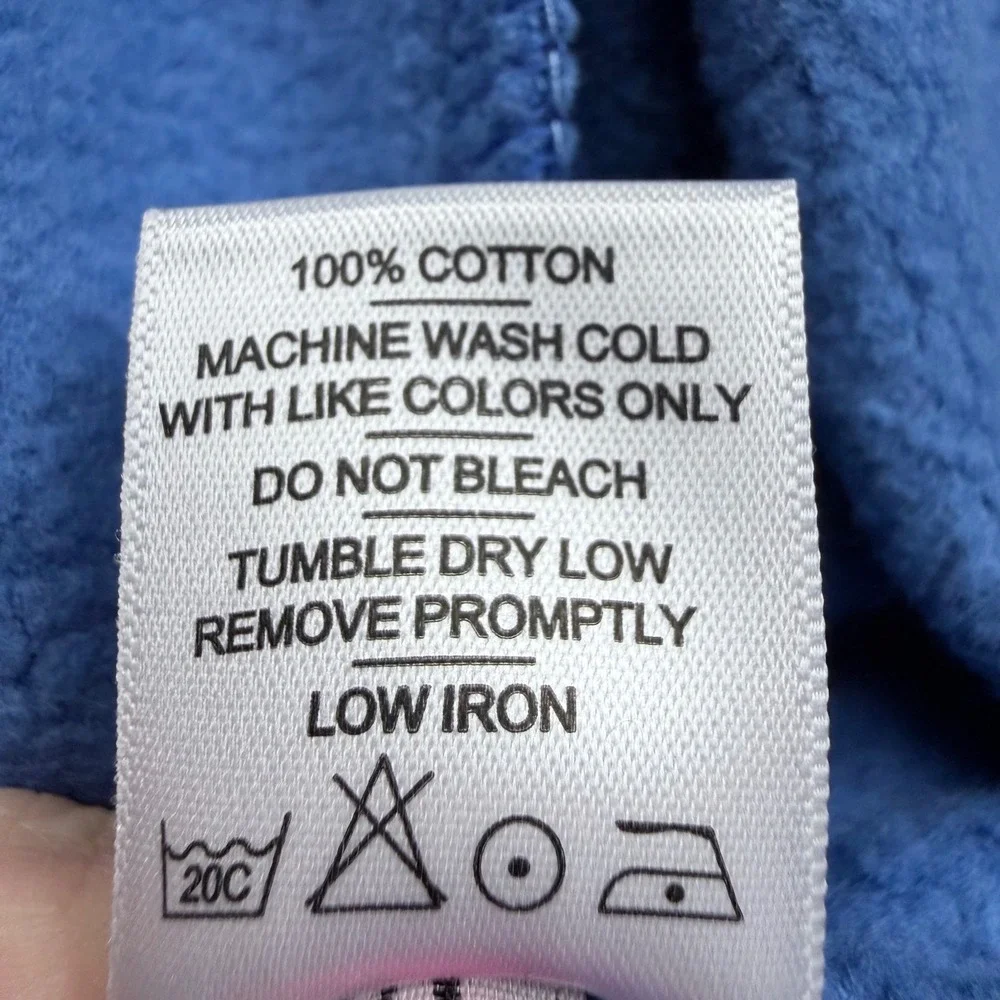 100% COTTON
MACHINE WASH COLD
WITH LIKE COLORS ONLY
DO NOT BLEACH
TUMBLE DRY LOW
REMOVE PROMPTLY
LOW IRON
20C